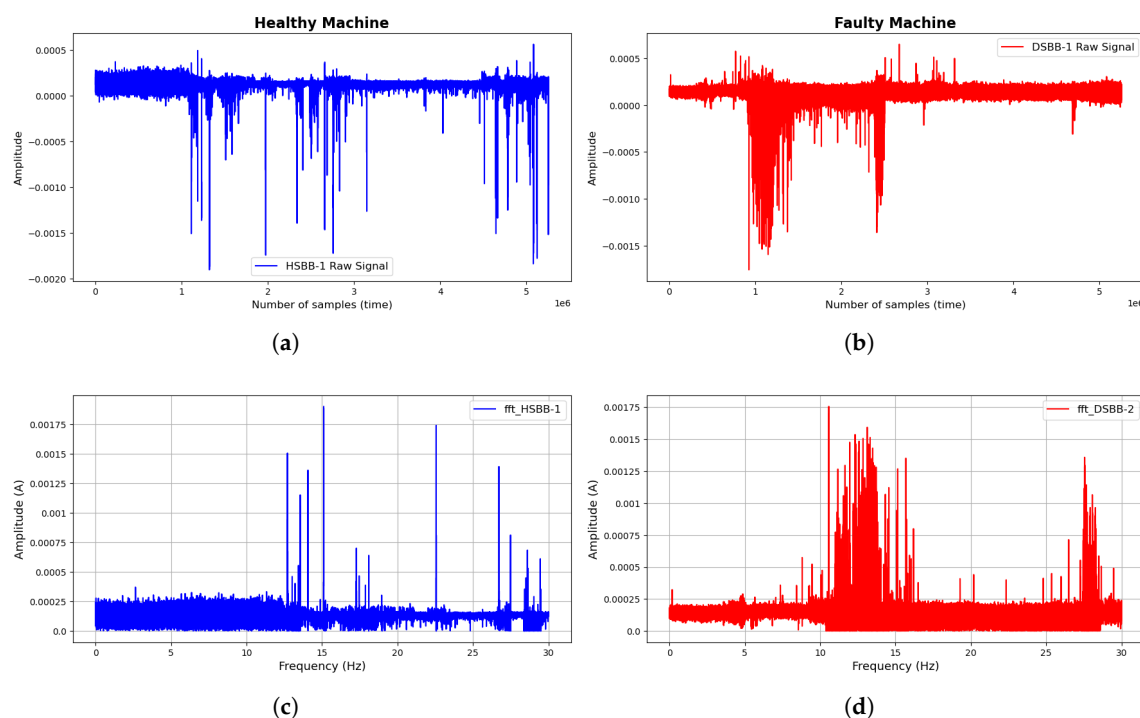 Healthy Machine
0.0005
0.0000
−0.0005
−0.0010
−0.0015
−0.0020
Amplitude
HSBB-1 Raw Signal
0 1 2 3 4 5
1e6
Number of samples (time)
(a)
Faulty Machine
0.0005
0.0000
−0.0005
−0.0010
−0.0015
Amplitude
DSBB-1 Raw Signal
0 1 2 3 4 5
1e6
Number of samples (time)
(b)
0.00175
0.0015
0.00125
0.001
0.00075
0.0005
0.00025
0.0
Amplitude (A)
fft_HSBB-1
0 5 10 15 20 25 30
Frequency (Hz)
(c)
0.00175
0.0015
0.00125
0.001
0.00075
0.0005
0.00025
0.0
Amplitude (A)
fft_DSBB-2
0 5 10 15 20 25 30
Frequency (Hz)
(d)